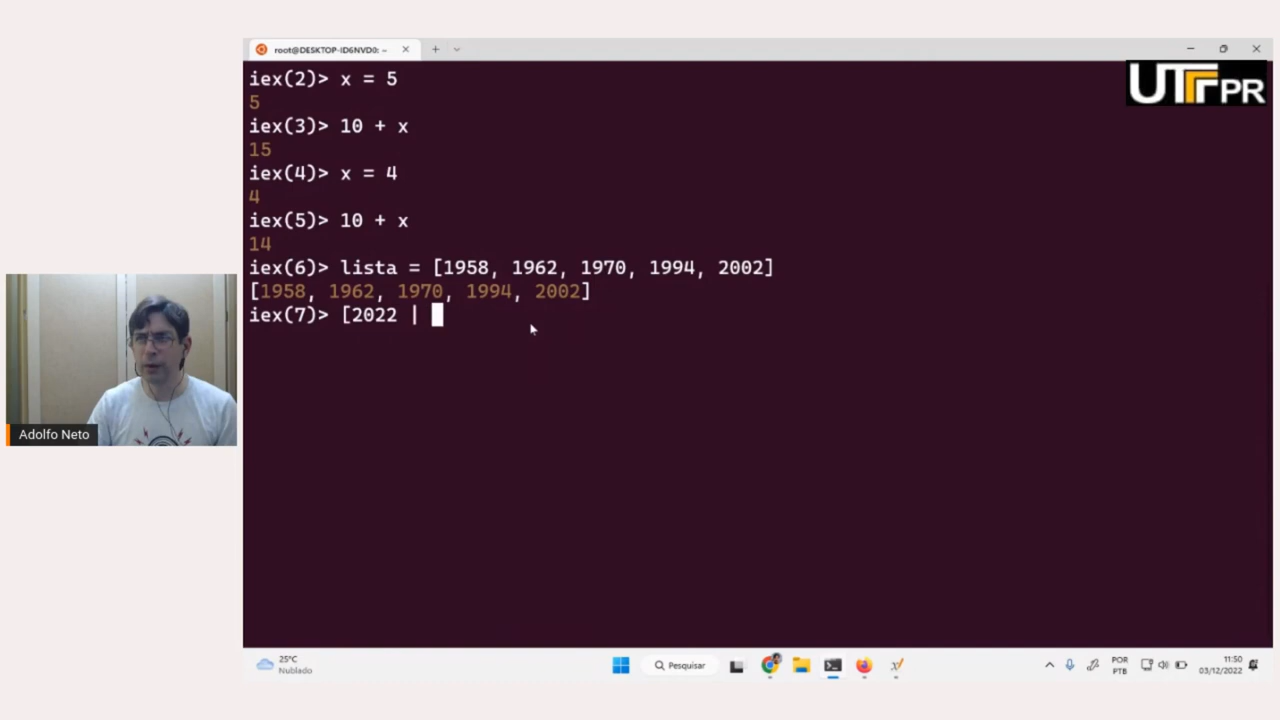 root@DESKTOP-ID6NVD0: ~
UTFPR
iex(2)> x = 5
5
iex(3)> 10 + x
15
iex(4)> x = 4
4
iex(5)> 10 + x
14
iex(6)> lista = [1958, 1962, 1970, 1994, 2002]
[1958, 1962, 1970, 1994, 2002]
iex(7)> [2022 |
Adolfo Neto
25°C
Nublado
Pesquisar
POR
PTB
11:50
03/12/2022